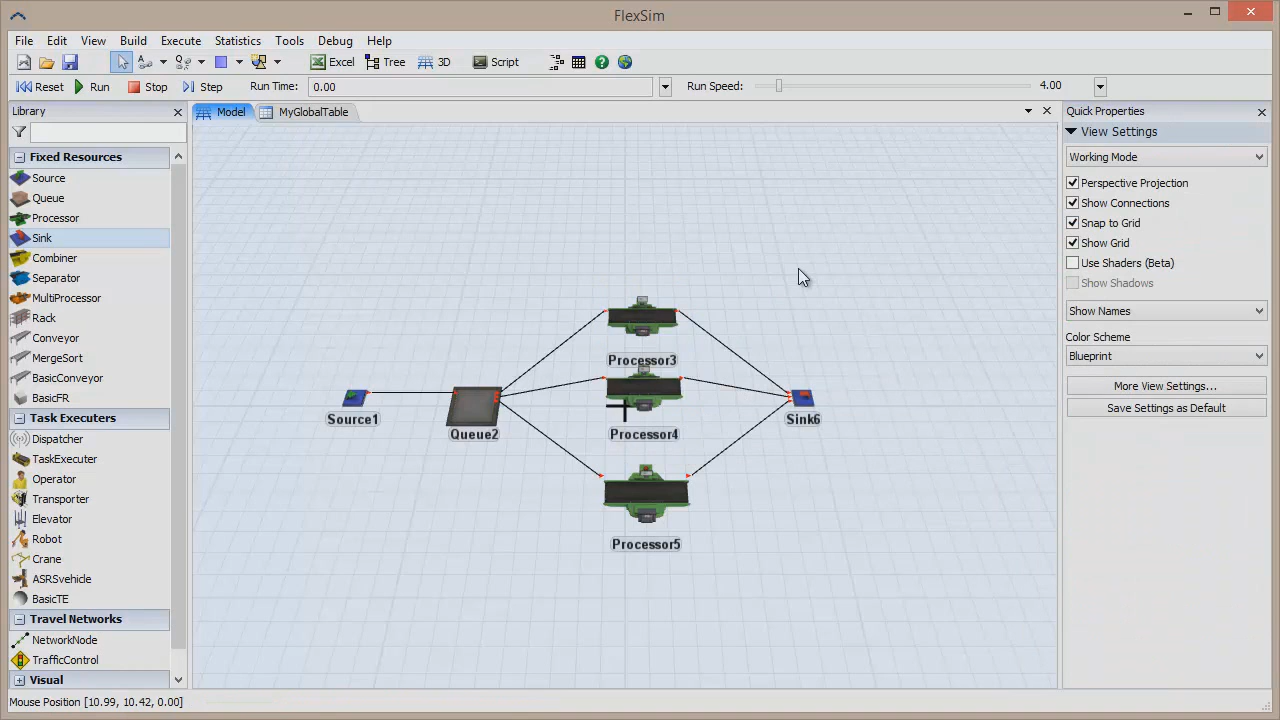 FlexSim
File Edit View Build Execute Statistics Tools Debug Help
Excel Tree 3D Script
Reset Run Stop Step Run Time: 0.00 Run Speed: 4.00
Library
Model
MyGlobalTable
Fixed Resources
Source
Queue
Processor
Sink
Combiner
Separator
MultiProcessor
Rack
Conveyor
MergeSort
BasicConveyor
BasicFR
Task Executers
Dispatcher
TaskExecuter
Operator
Transporter
Elevator
Robot
Crane
ASRSvehicle
BasicTE
Travel Networks
NetworkNode
TrafficControl
Visual
Processor3
Source1
Queue2
Processor4
Sink6
Processor5
Quick Properties
View Settings
Working Mode
Perspective Projection
Show Connections
Snap to Grid
Show Grid
Use Shaders (Beta)
Show Shadows
Show Names
Color Scheme
Blueprint
More View Settings...
Save Settings as Default
Mouse Position [10.99, 10.42, 0.00]